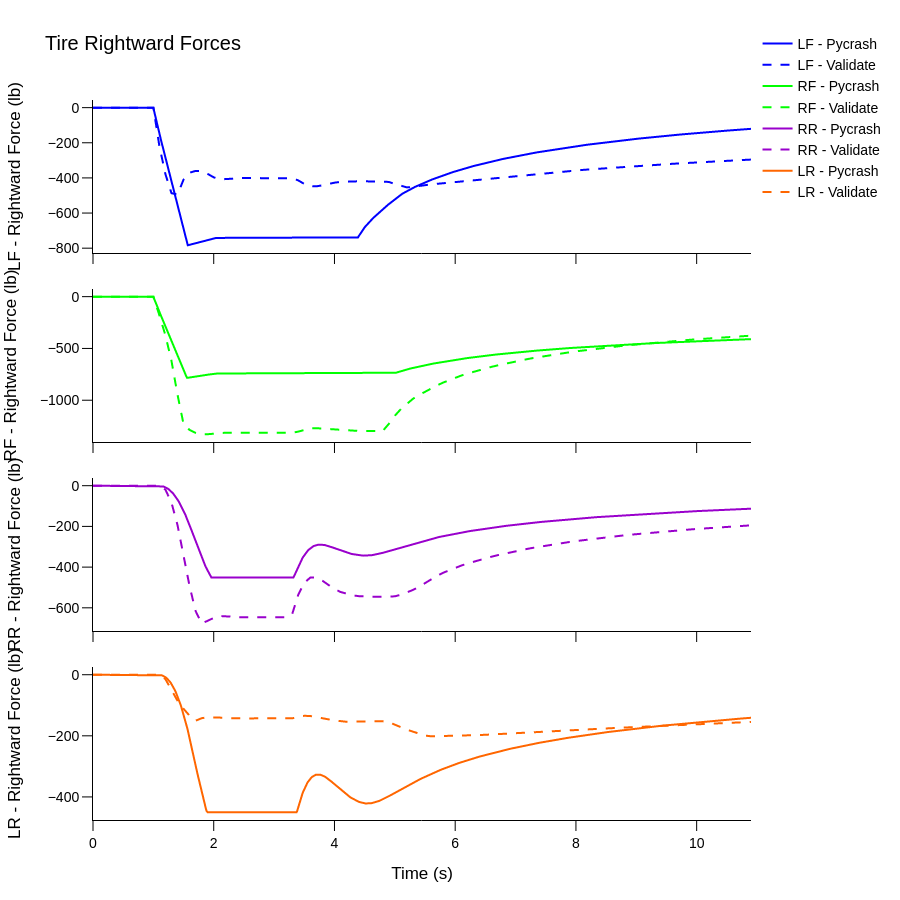 Tire Rightward Forces
LF - Pycrash
LF - Validate
RF - Pycrash
RF - Validate
RR - Pycrash
RR - Validate
LR - Pycrash
LR - Validate
LF - Rightward Force (lb)
0
−200
−400
−600
−800
RF - Rightward Force (lb)
0
−500
−1000
RR - Rightward Force (lb)
0
−200
−400
−600
LR - Rightward Force (lb)
0
−200
−400
0 2 4 6 8 10
Time (s)